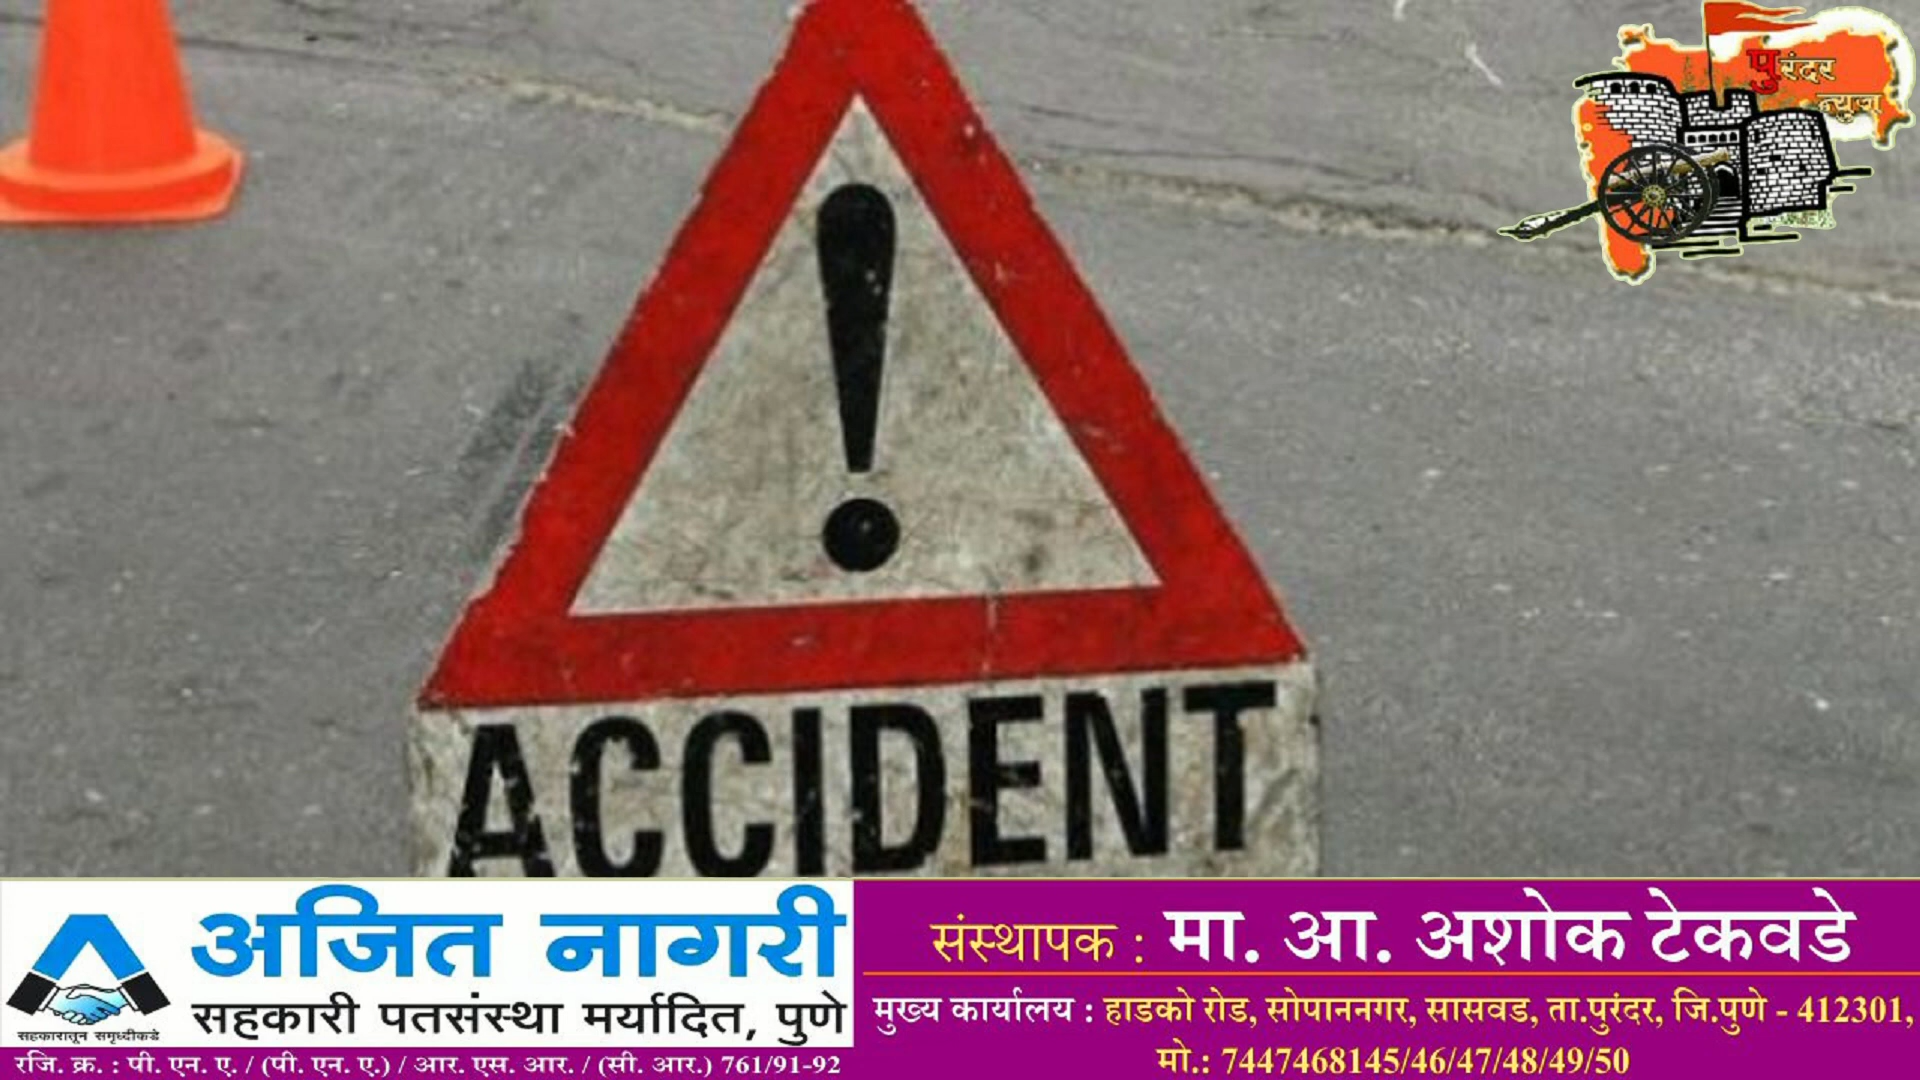 पुरंदर
न्युज
ACCIDENT
अजित नागरी
सहकारी पतसंस्था मर्यादित, पुणे
सहकारातून समृध्दीकडे
रजि. क्र. : पी. एन. ए. / (पी. एन. ए.) / आर. एस. आर. / (सी. आर.) 761/91-92
संस्थापक : मा. आ. अशोक टेकवडे
मुख्य कार्यालय : हाडको रोड, सोपाननगर, सासवड, ता.पुरंदर, जि.पुणे - 412301,
मो.: 7447468145/46/47/48/49/50